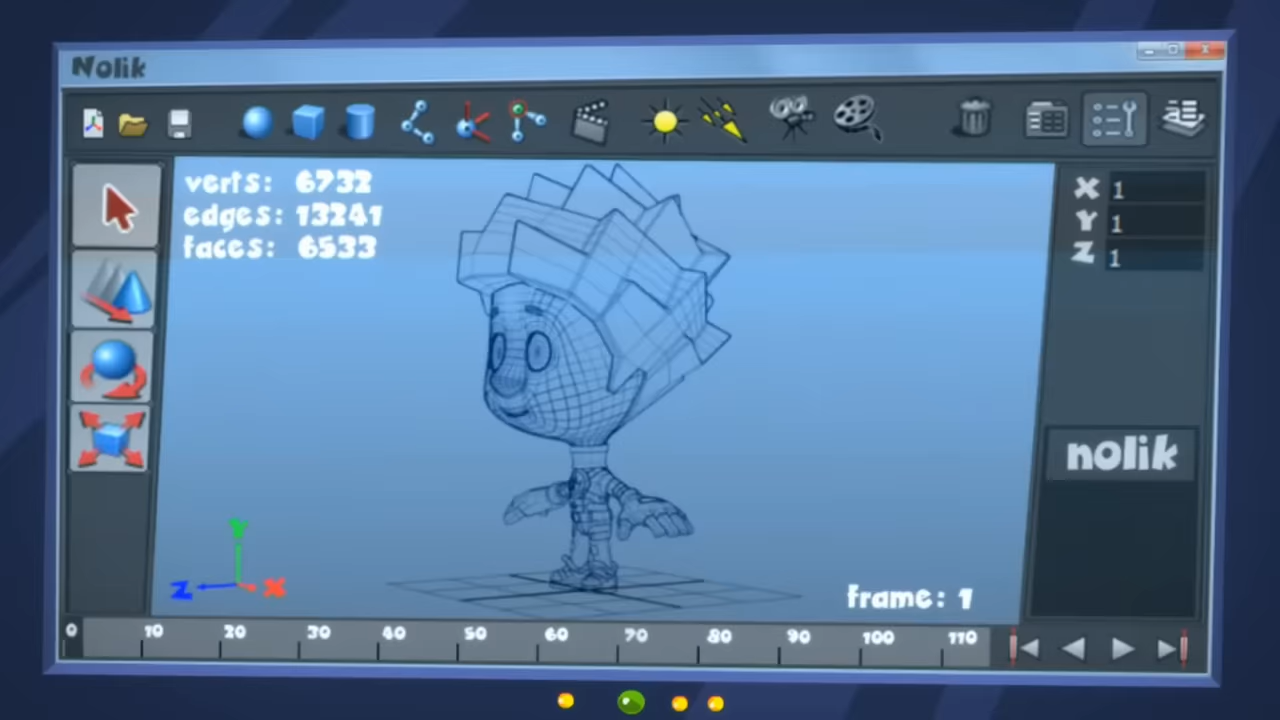 Nolik
verts: 6732
edges: 13241
faces: 6533
X 1
Y 1
Z 1
nolik
Y
Z X
frame: 1
0 10 20 30 40 50 60 70 80 90 100 110